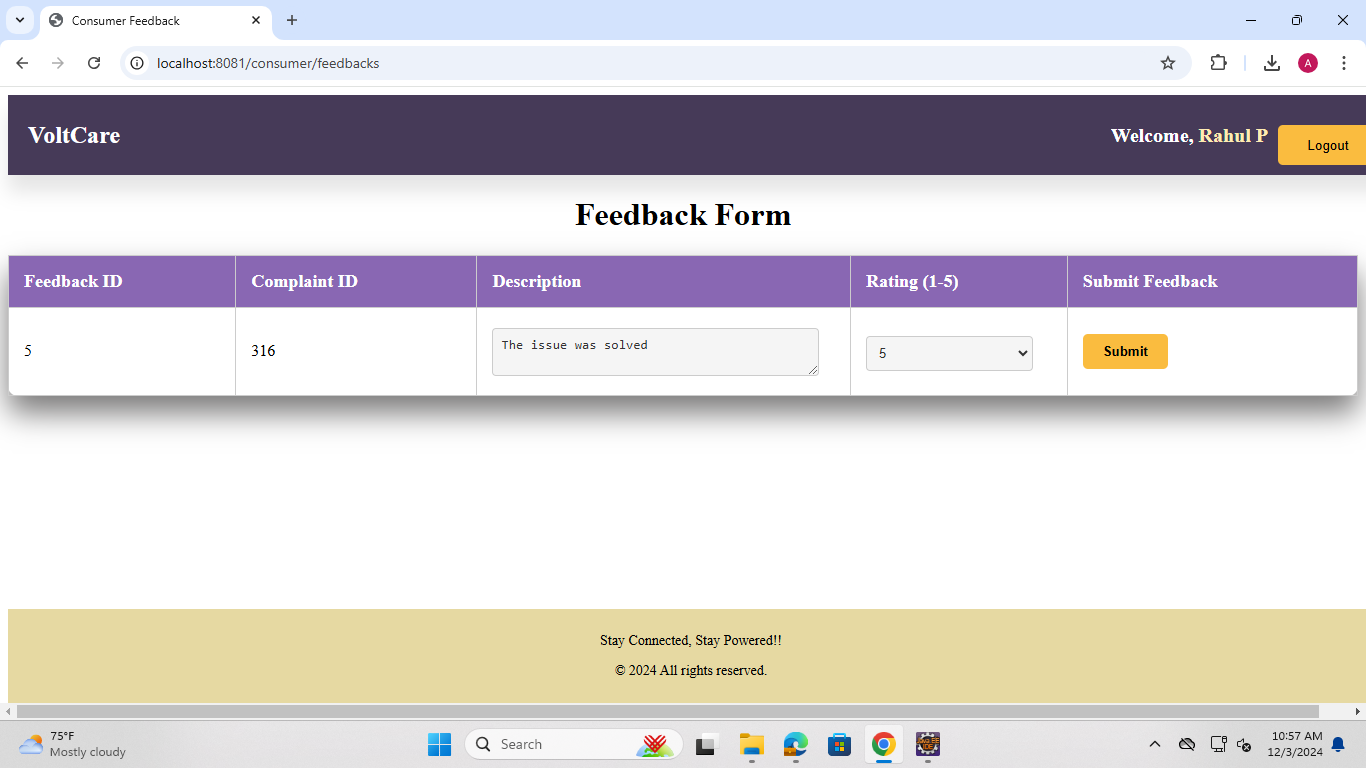 Consumer Feedback
localhost:8081/consumer/feedbacks
A
VoltCare
Welcome, Rahul P
Logout
Feedback Form
Feedback ID Complaint ID Description Rating (1-5) Submit Feedback
5 316 The issue was solved 5 Submit
Stay Connected, Stay Powered!!
© 2024 All rights reserved.
75°F
Mostly cloudy
Search
10:57 AM
12/3/2024